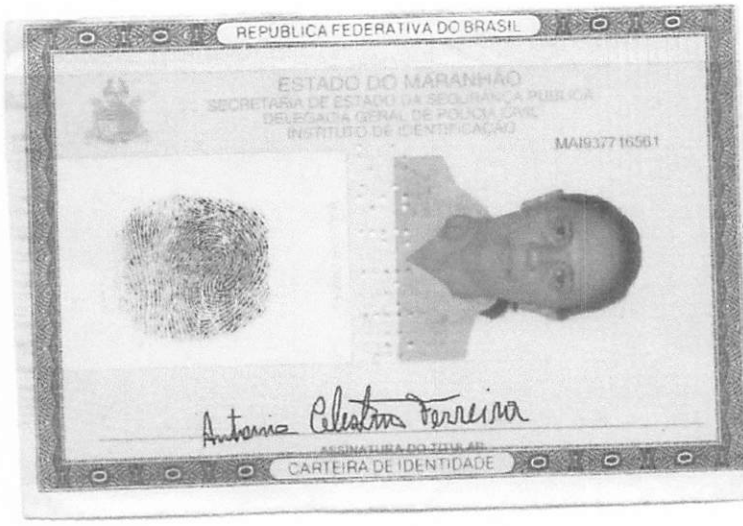 REPUBLICA FEDERATIVA DO BRASIL
ESTADO DO MARANHÃO
SECRETARIA DE ESTADO DA SEGURANÇA PUBLICA
DELEGACIA GERAL DE POLICIA CIVIL
INSTITUTO DE IDENTIFICAÇÃO
MAI937716561
Antonia Celestino Ferreira
ASSINATURA DO TITULAR
CARTEIRA DE IDENTIDADE